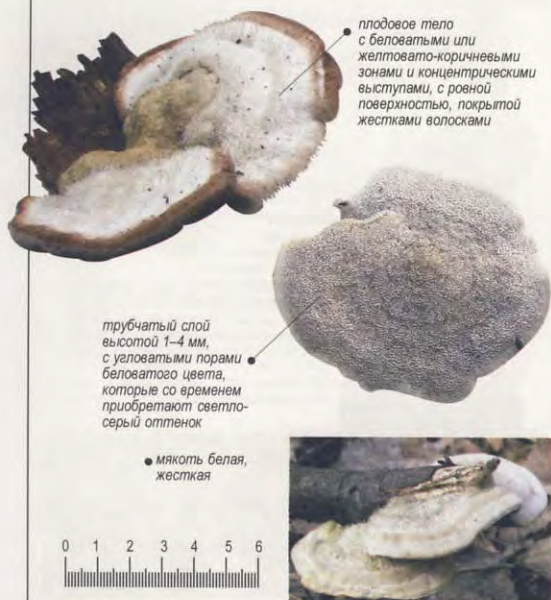 плодовое тело
с беловатыми или
желтовато-коричневыми
зонами и концентрическими
выступами, с ровной
поверхностью, покрытой
жестками волосками
трубчатый слой
высотой 1–4 мм,
с угловатыми порами
беловатого цвета,
которые со временем
приобретают светло-
серый оттенок
мякоть белая,
жесткая
0 1 2 3 4 5 6